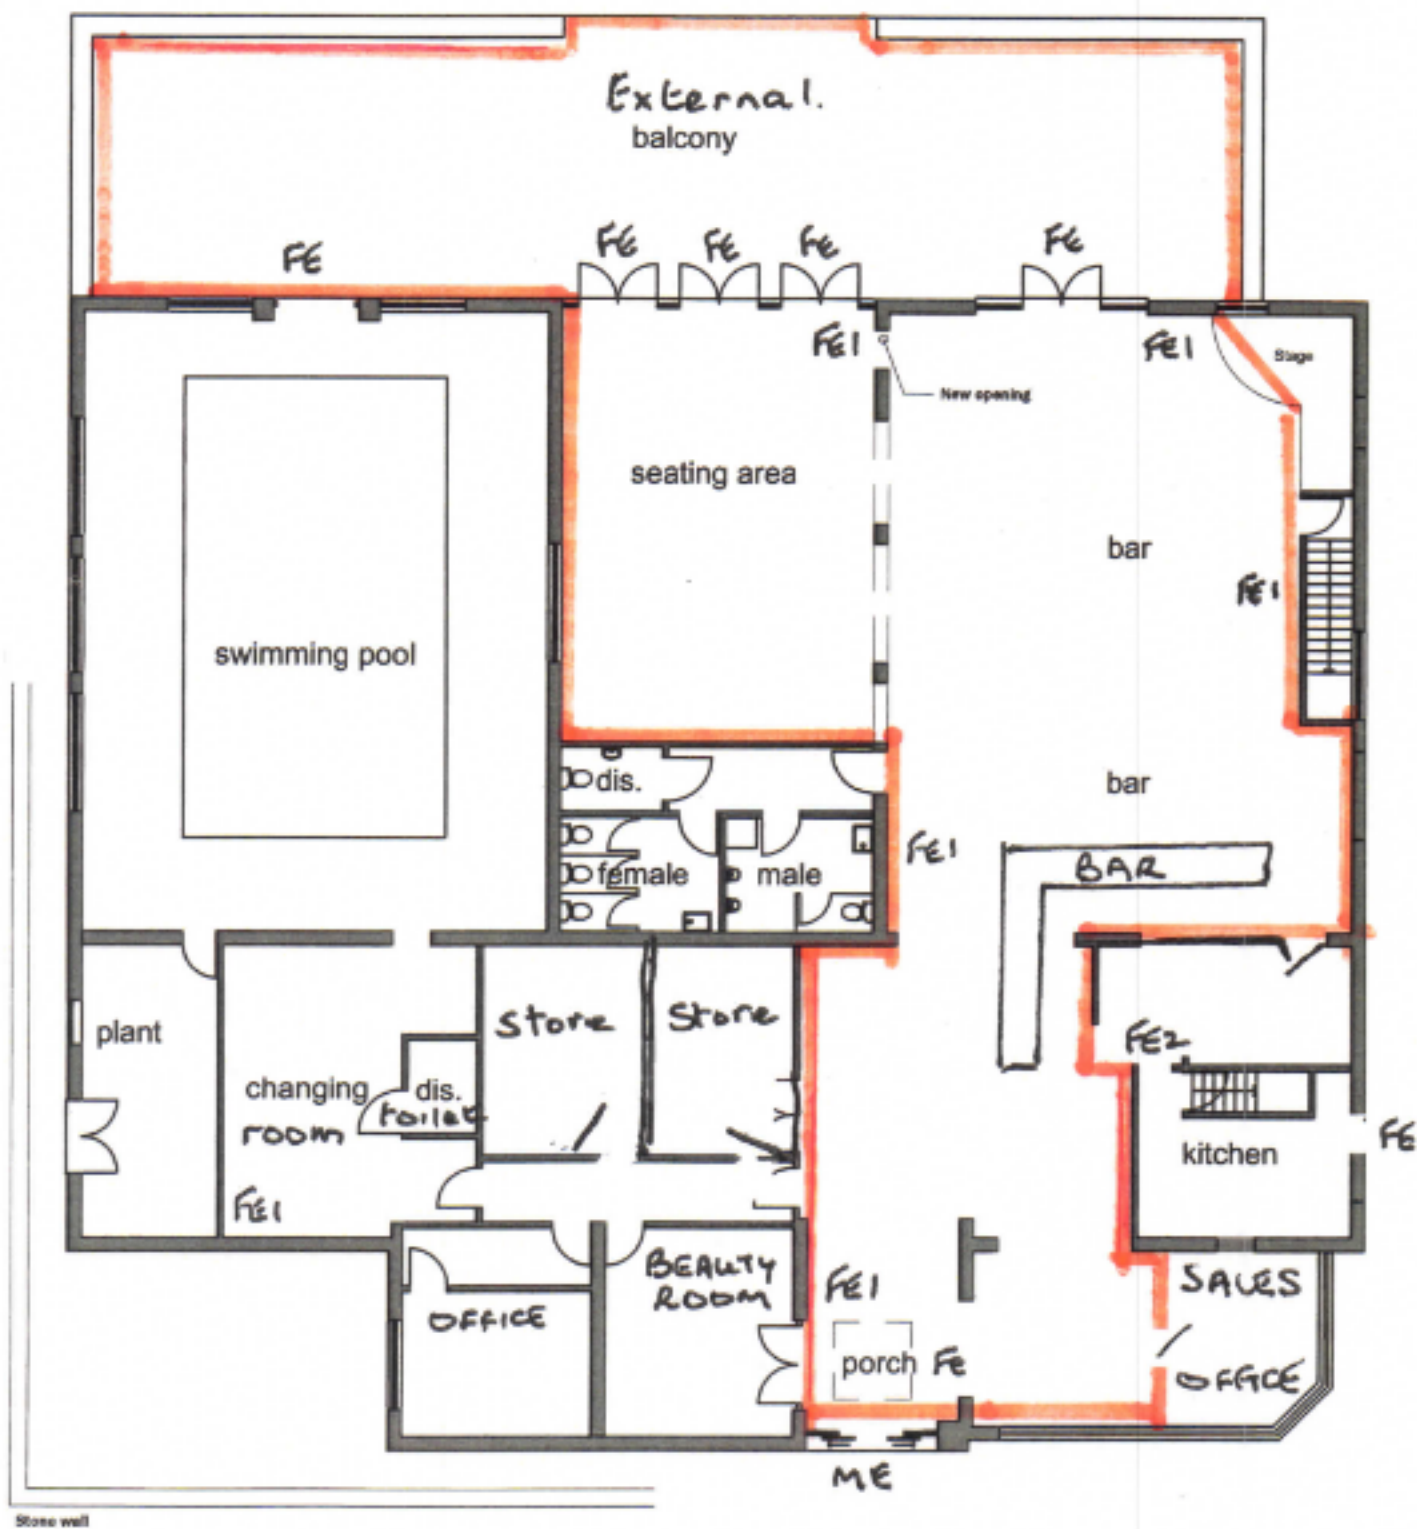 External.
balcony
FE
FE
FE
FE
FE
FE1
FE1
Stage
New opening
seating area
bar
FE1
swimming pool
dis.
bar
female
male
FE1
BAR
plant
store
Store
FE2
changing
room
dis.
toilet
kitchen
FE
FE1
BEAUTY
ROOM
FE1
SALES
OFFICE
OFFICE
porch
Fe
ME
Stone wall